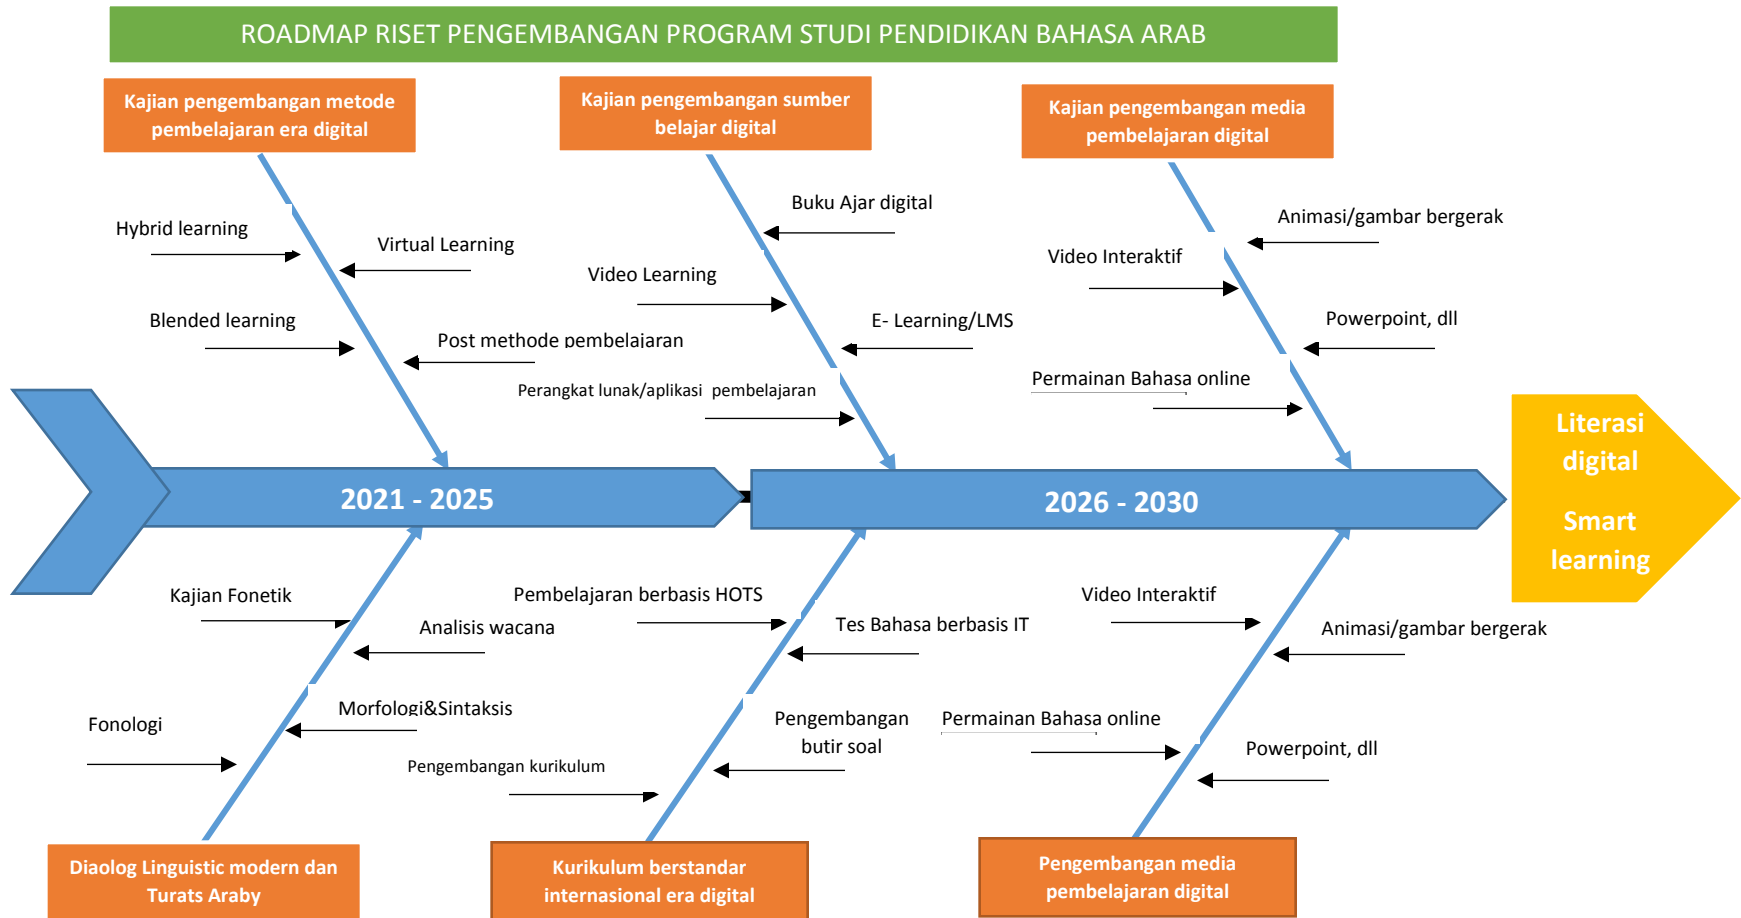 ROADMAP RISET PENGEMBANGAN PROGRAM STUDI PENDIDIKAN BAHASA ARAB
Kajian pengembangan metode
pembelajaran era digital
Kajian pengembangan sumber
belajar digital
Kajian pengembangan media
pembelajaran digital
Hybrid learning
Virtual Learning
Blended learning
Post methode pembelajaran
Buku Ajar digital
Video Learning
E- Learning/LMS
Perangkat lunak/aplikasi pembelajaran
Animasi/gambar bergerak
Video Interaktif
Powerpoint, dll
Permainan Bahasa online
2021 - 2025
2026 - 2030
Literasi
digital
Smart
learning
Kajian Fonetik
Analisis wacana
Morfologi&Sintaksis
Fonologi
Pembelajaran berbasis HOTS
Tes Bahasa berbasis IT
Pengembangan
butir soal
Pengembangan kurikulum
Video Interaktif
Animasi/gambar bergerak
Permainan Bahasa online
Powerpoint, dll
Diaolog Linguistic modern dan
Turats Araby
Kurikulum berstandar
internasional era digital
Pengembangan media
pembelajaran digital